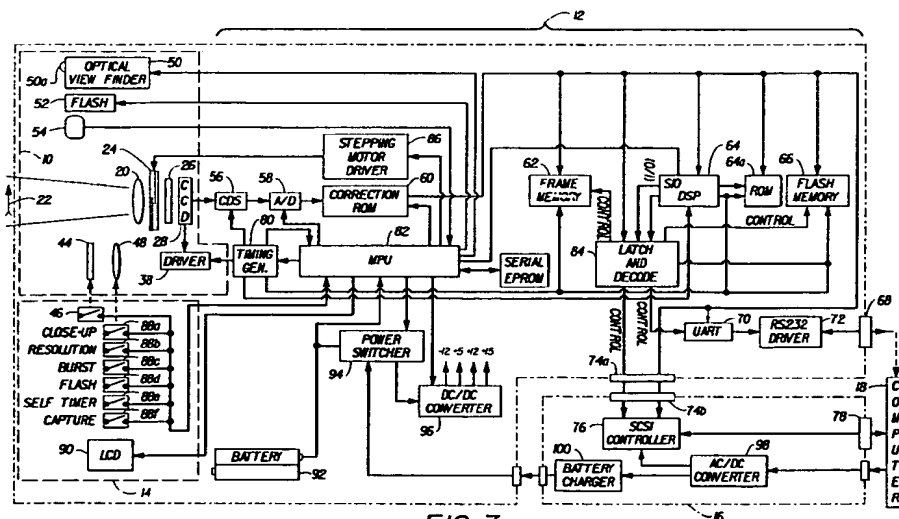 12
50a
OPTICAL
VIEW FINDER
50
52
FLASH
54
10
24
26
20
22
CCD
28
44
48
DRIVER
38
STEPPING
MOTOR DRIVER
86
56
CDS
58
A/D
CORRECTION
ROM
60
80
TIMING
GEN.
82
MPU
SERIAL
EPROM
62
FRAME
MEMORY
CONTROL
10/11
64
DSP
64a
ROM
66
FLASH
MEMORY
CONTROL
84
LATCH
AND
DECODE
CONTROL
CONTROL
UART
70
RS232
DRIVER
72
68
46
CLOSE-UP
88a
RESOLUTION
88b
BURST
88c
FLASH
88d
SELF TIMER
88e
CAPTURE
88f
90
LCD
14
POWER
SWITCHER
94
-12
+5
+12
+15
DC/DC
CONVERTER
96
BATTERY
92
74a
74b
76
SCSI
CONTROLLER
78
18
COMPUTER
100
BATTERY
CHARGER
98
AC/DC
CONVERTER
16